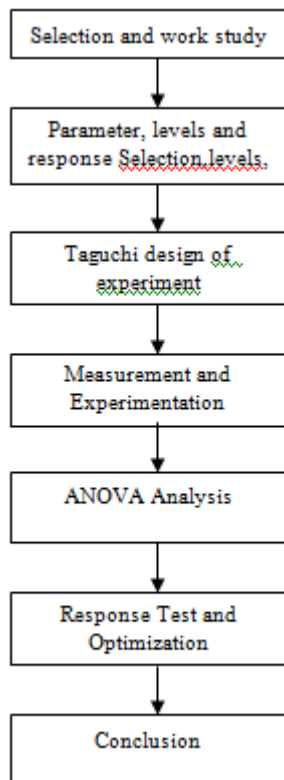 Selection and work study
Parameter, levels and
response Selection,levels,
Taguchi design of
experiment
Measurement and
Experimentation
ANOVA Analysis
Response Test and
Optimization
Conclusion